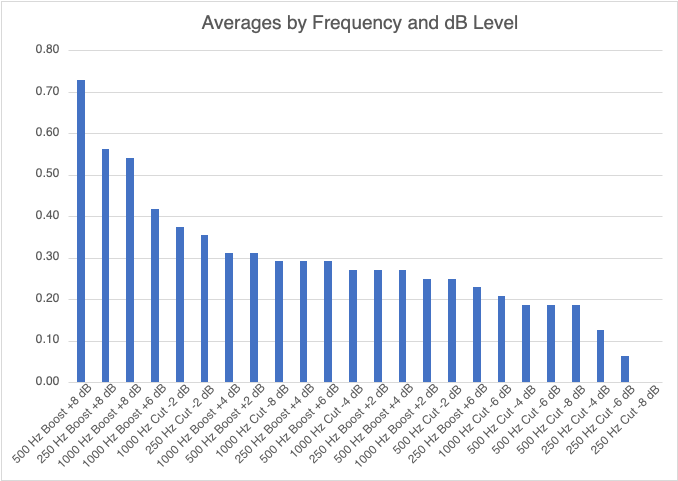 Averages by Frequency and dB Level
0.80
0.70
0.60
0.50
0.40
0.30
0.20
0.10
0.00
500 Hz Boost +8 dB
250 Hz Boost +8 dB
1000 Hz Boost +8 dB
1000 Hz Boost +6 dB
1000 Hz Cut -2 dB
250 Hz Cut -2 dB
1000 Hz Boost +4 dB
500 Hz Boost +2 dB
1000 Hz Cut -8 dB
250 Hz Boost +4 dB
500 Hz Boost +6 dB
1000 Hz Cut -4 dB
250 Hz Boost +2 dB
500 Hz Boost +4 dB
1000 Hz Boost +2 dB
500 Hz Cut -2 dB
250 Hz Boost +6 dB
1000 Hz Cut -6 dB
500 Hz Cut -4 dB
500 Hz Cut -6 dB
500 Hz Cut -8 dB
250 Hz Cut -4 dB
250 Hz Cut -6 dB
250 Hz Cut -8 dB